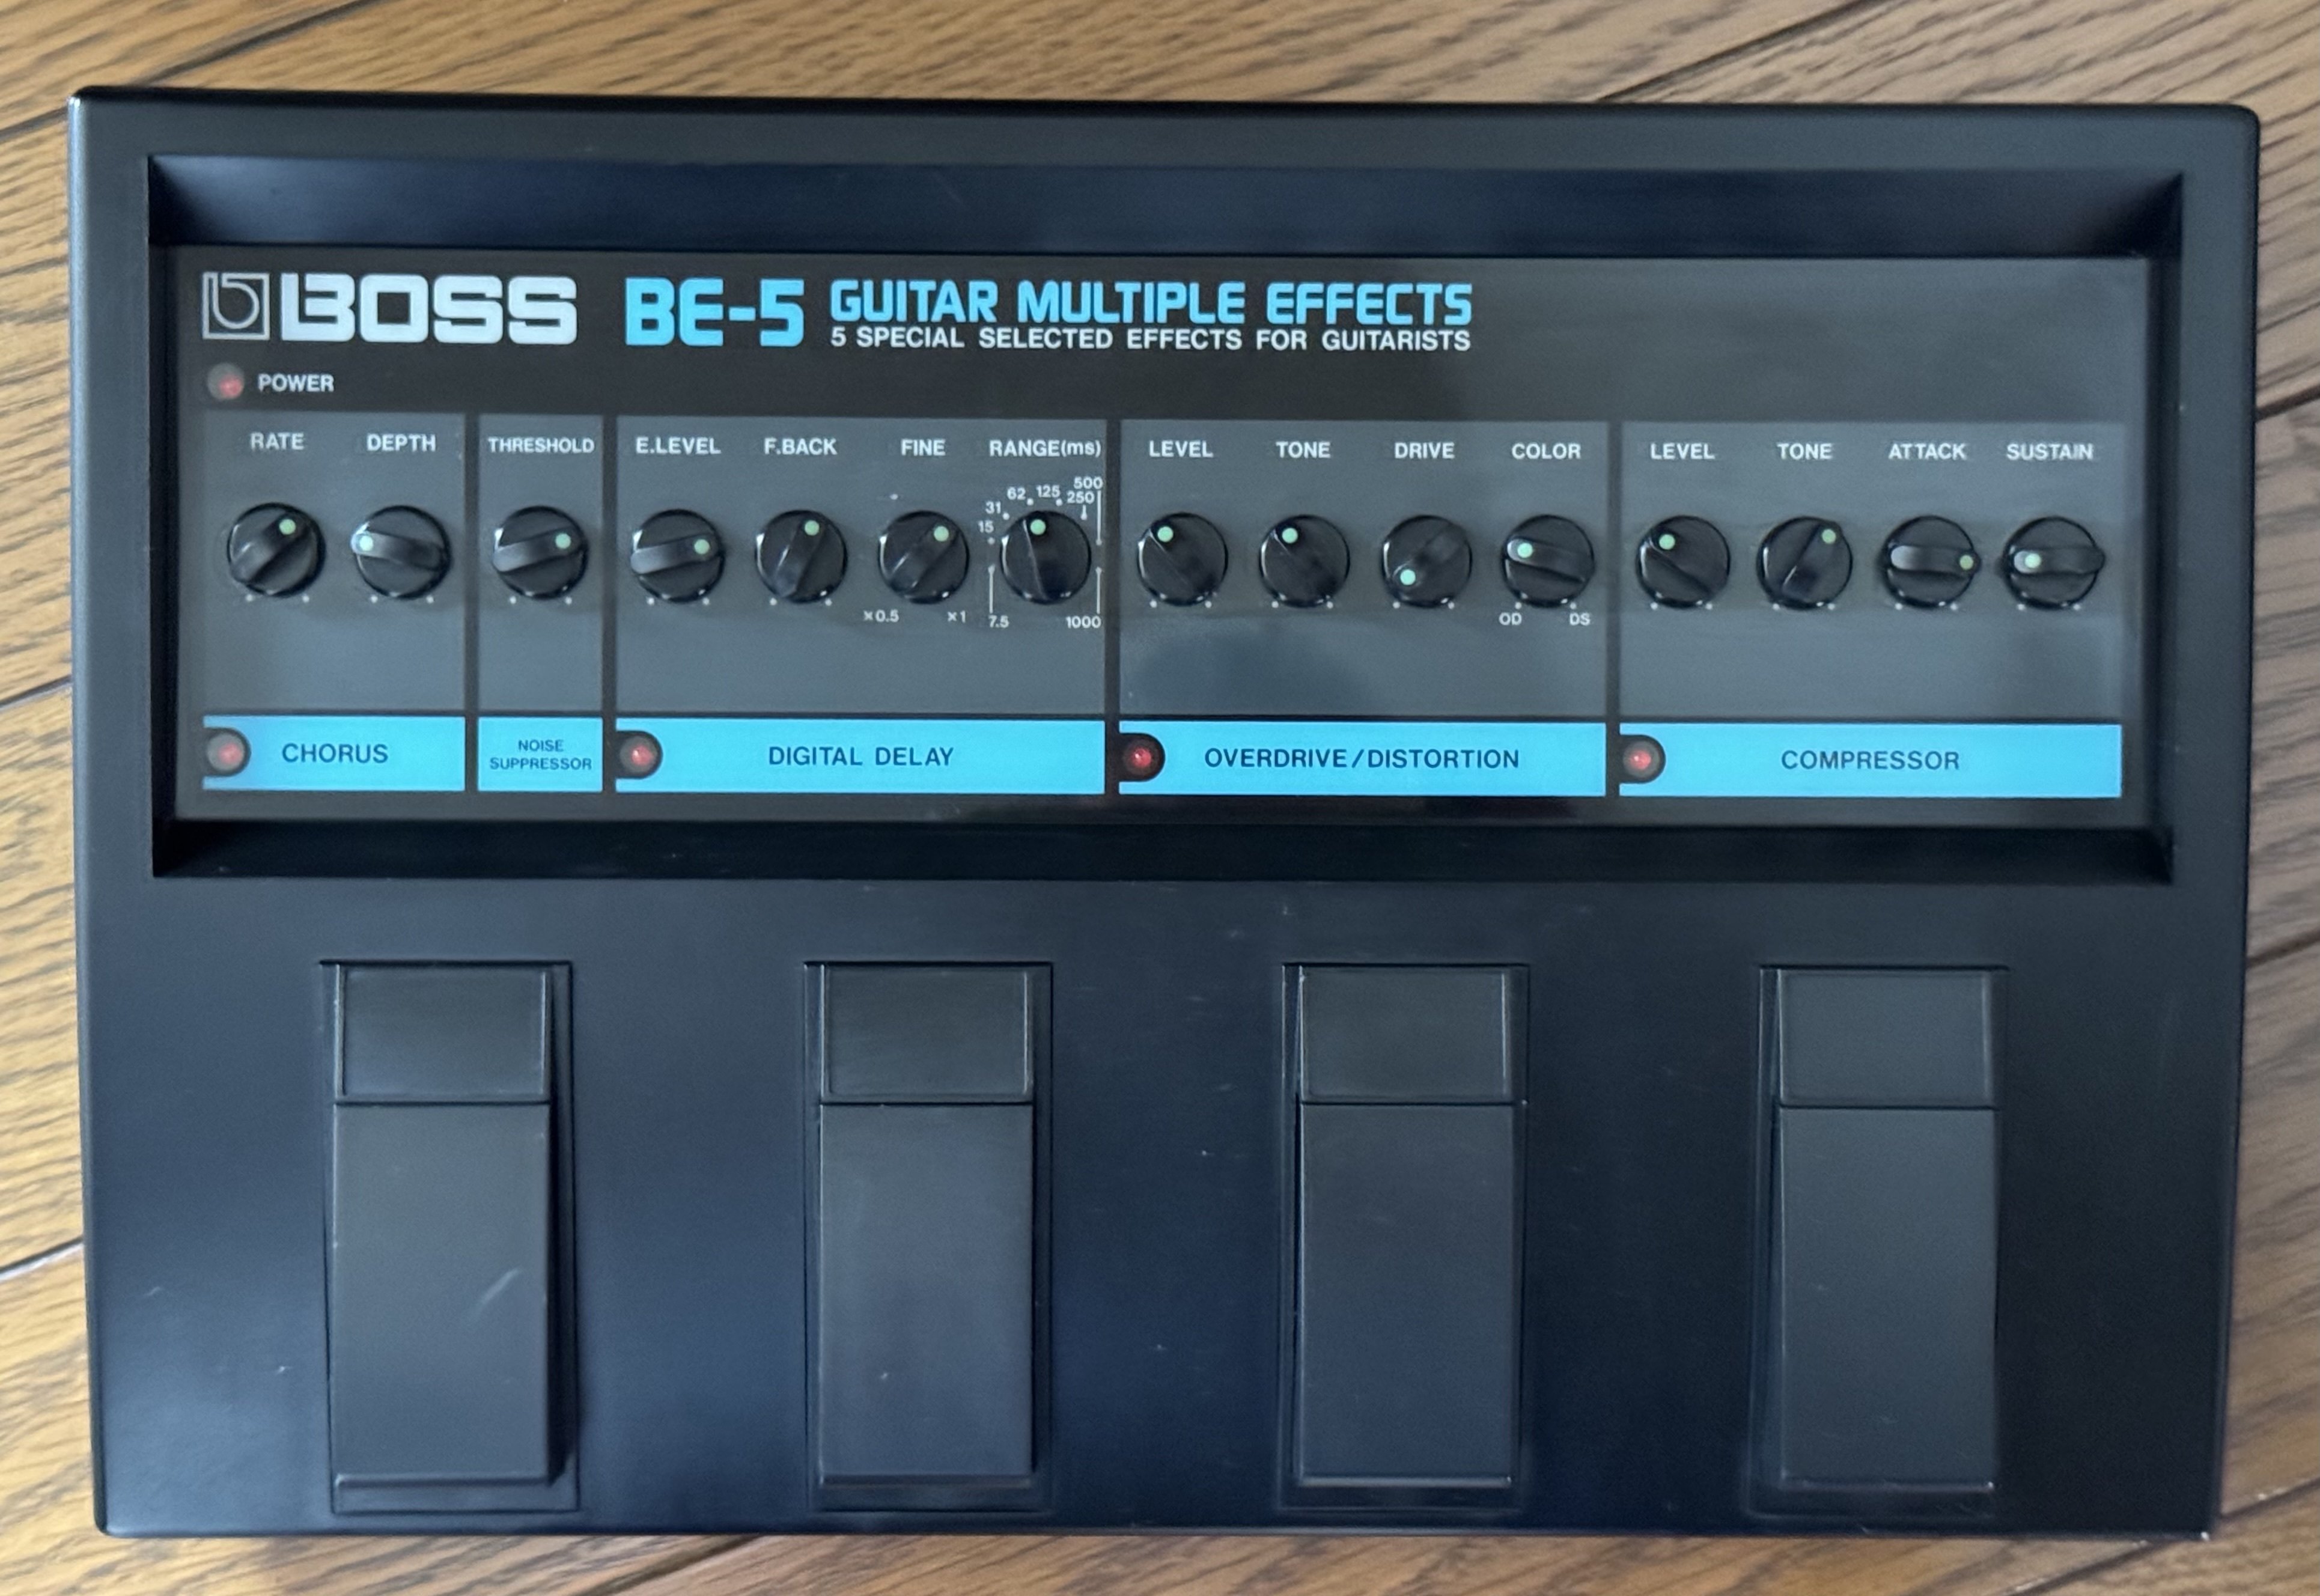 BOSS BE-5 GUITAR MULTIPLE EFFECTS
5 SPECIAL SELECTED EFFECTS FOR GUITARISTS
POWER
RATE DEPTH
CHORUS
THRESHOLD
NOISE
SUPPRESSOR
E.LEVEL F.BACK FINE RANGE(ms)
×0.5 ×1
7.5 15 31 62 125 250 500 1000
DIGITAL DELAY
LEVEL TONE DRIVE COLOR
OD DS
OVERDRIVE/DISTORTION
LEVEL TONE ATTACK SUSTAIN
COMPRESSOR